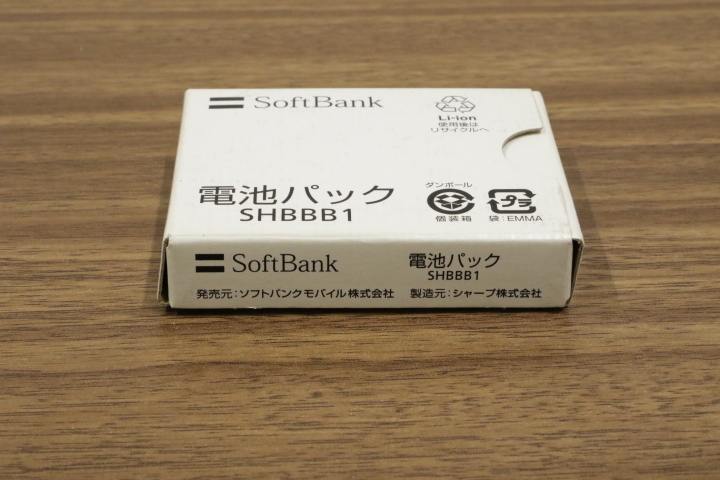 SoftBank
Li-ion
使用後は
リサイクルへ
電池パック
SHBBB1
ダンボール
個装箱
プラ
袋:EMMA
SoftBank
電池パック
SHBBB1
発売元:ソフトバンクモバイル株式会社
製造元:シャープ株式会社